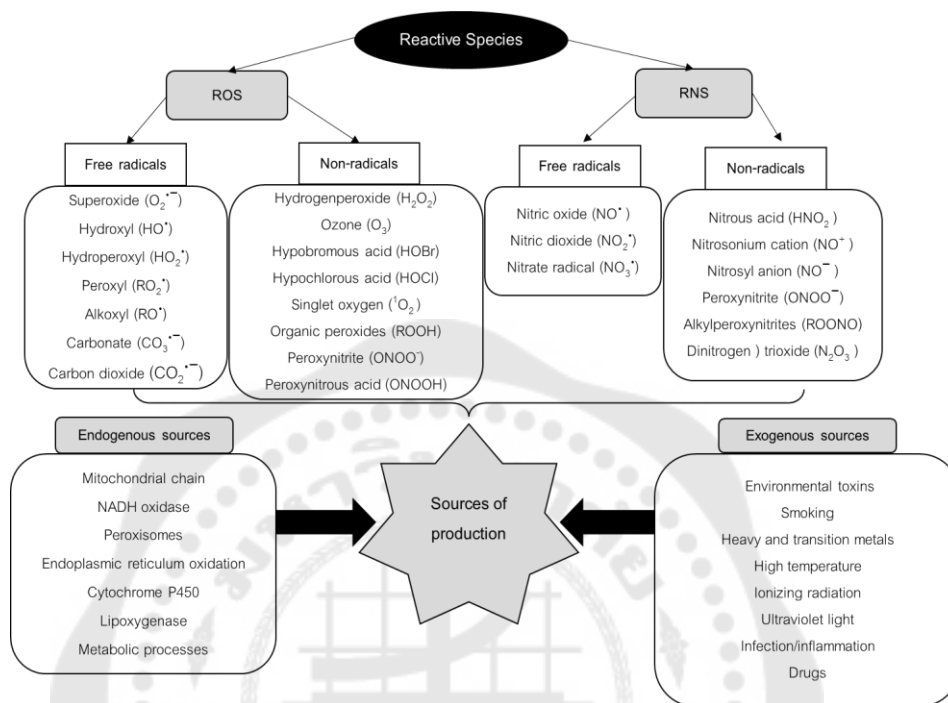 Reactive Species
ROS
RNS
Free radicals
Superoxide (O₂•⁻)
Hydroxyl (HO•)
Hydroperoxyl (HO₂•)
Peroxyl (RO₂•)
Alkoxyl (RO•)
Carbonate (CO₃•⁻)
Carbon dioxide (CO₂•⁻)
Non-radicals
Hydrogenperoxide (H₂O₂)
Ozone (O₃)
Hypobromous acid (HOBr)
Hypochlorous acid (HOCl)
Singlet oxygen (¹O₂)
Organic peroxides (ROOH)
Peroxynitrite (ONOO⁻)
Peroxynitrous acid (ONOOH)
Free radicals
Nitric oxide (NO•)
Nitric dioxide (NO₂•)
Nitrate radical (NO₃•)
Non-radicals
Nitrous acid (HNO₂)
Nitrosonium cation (NO⁺)
Nitrosyl anion (NO⁻)
Peroxynitrite (ONOO⁻)
Alkylperoxynitrites (ROONO)
Dinitrogen ) trioxide (N₂O₃ )
Endogenous sources
Mitochondrial chain
NADH oxidase
Peroxisomes
Endoplasmic reticulum oxidation
Cytochrome P450
Lipoxygenase
Metabolic processes
Sources of
production
Exogenous sources
Environmental toxins
Smoking
Heavy and transition metals
High temperature
Ionizing radiation
Ultraviolet light
Infection/inflammation
Drugs